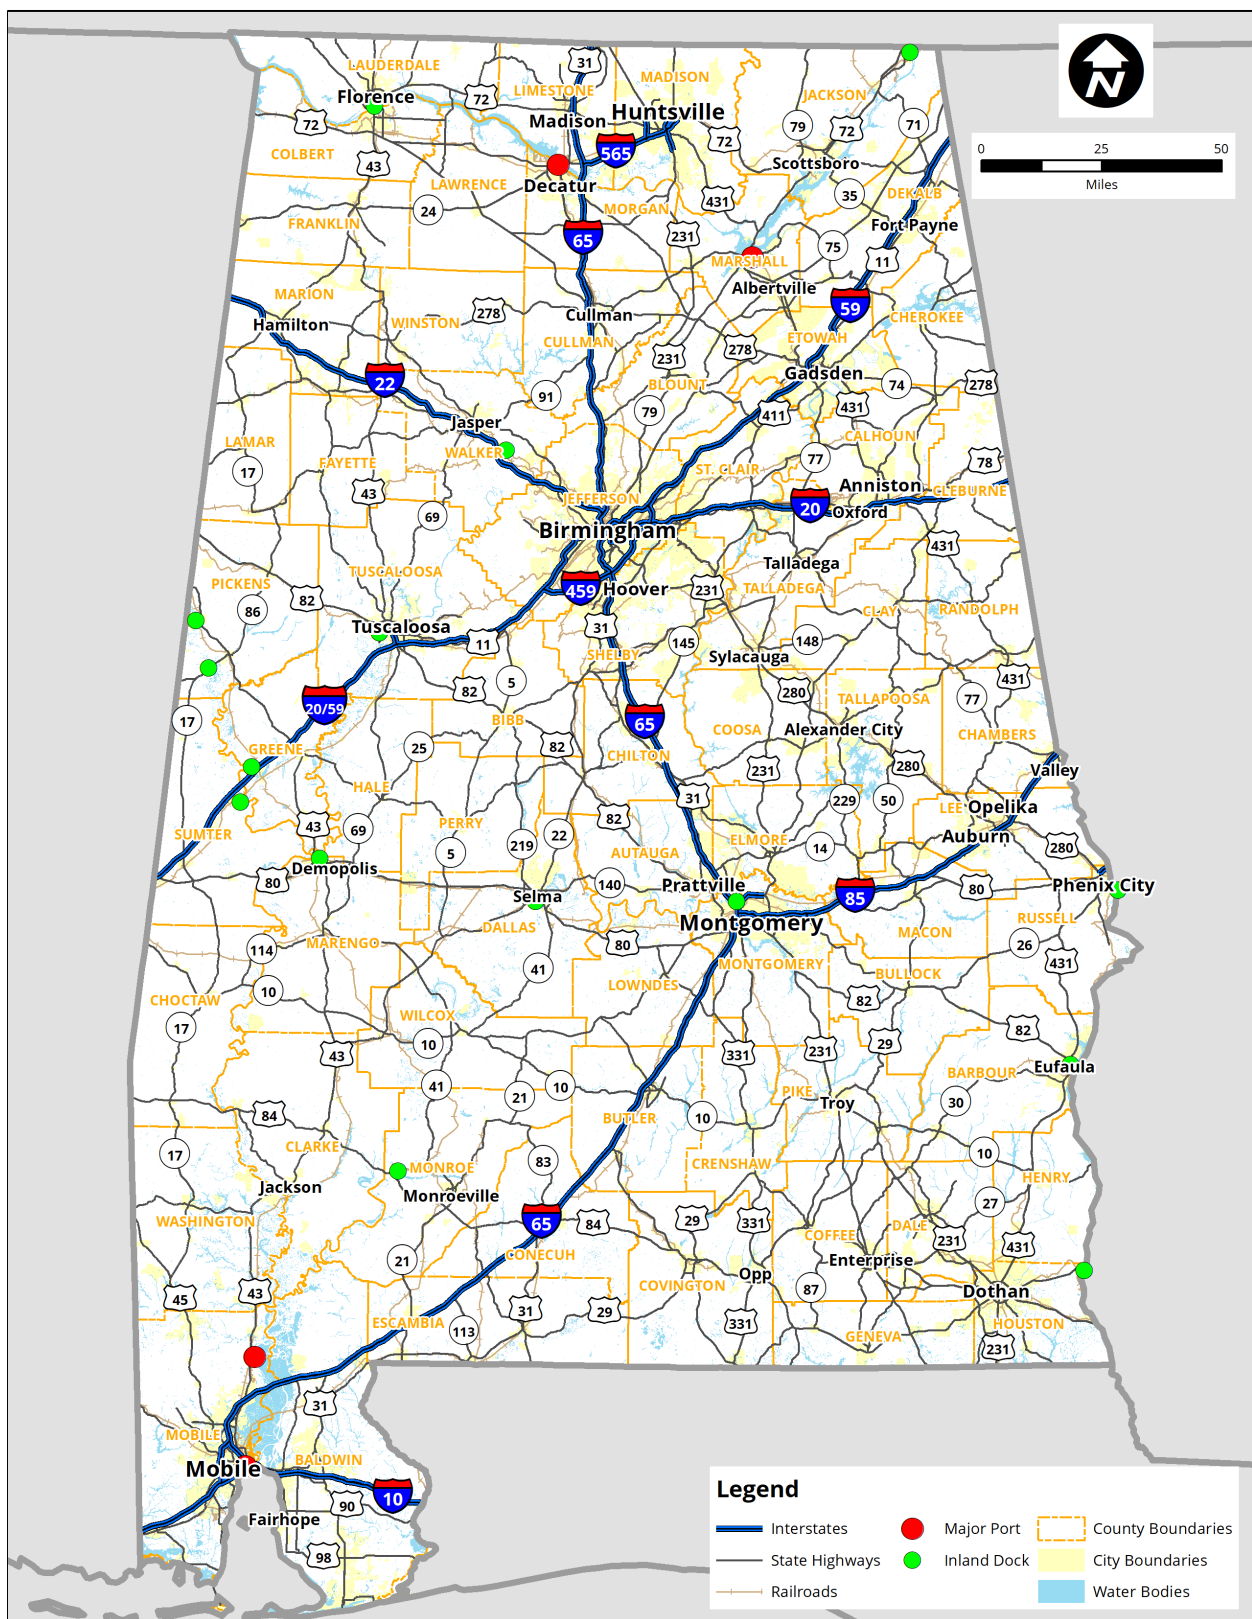 N
0 25 50
Miles
31
LAUDERDALE
MADISON
LIMESTONE
JACKSON
Florence
72
Huntsville
Madison
72
79
72
71
72
565
COLBERT
43
Scottsboro
LAWRENCE
Decatur
35
DEKALB
24
MORGAN
431
FRANKLIN
231
Fort Payne
65
75
MARSHALL
11
Albertville
MARION
59
278
Hamilton
WINSTON
Cullman
CHEROKEE
CULLMAN
ETOWAH
231
278
Gadsden
22
BLOUNT
74
278
91
79
431
411
Jasper
LAMAR
WALKER
CALHOUN
17
FAYETTE
77
78
ST. CLAIR
43
Anniston
CLEBURNE
JEFFERSON
20
Oxford
69
Birmingham
431
Talladega
TUSCALOOSA
PICKENS
459
Hoover
231
TALLADEGA
82
86
CLAY
RANDOLPH
Tuscaloosa
31
11
145
148
SHELBY
Sylacauga
5
431
82
280
TALLAPOOSA
77
20/59
17
BIBB
65
COOSA
Alexander City
CHAMBERS
25
82
GREENE
CHILTON
231
280
Valley
HALE
31
229
50
LEE
Opelika
43
69
PERRY
82
SUMTER
22
ELMORE
Auburn
219
14
280
5
AUTAUGA
Demopolis
80
140
Prattville
85
80
Phenix City
Selma
Montgomery
RUSSELL
DALLAS
MACON
114
MARENGO
80
26
41
MONTGOMERY
431
10
LOWNDES
BULLOCK
CHOCTAW
82
WILCOX
17
82
10
29
43
331
231
Eufaula
BARBOUR
41
10
21
PIKE
Troy
30
84
BUTLER
10
CLARKE
17
10
83
MONROE
CRENSHAW
HENRY
Jackson
Monroeville
27
WASHINGTON
65
84
29
331
DALE
COFFEE
231
431
21
CONECUH
Enterprise
Opp
COVINGTON
87
45
43
Dothan
31
29
ESCAMBIA
331
HOUSTON
113
GENEVA
231
31
MOBILE
BALDWIN
Mobile
10
90
Fairhope
98
Legend
Interstates
Major Port
County Boundaries
State Highways
Inland Dock
City Boundaries
Railroads
Water Bodies